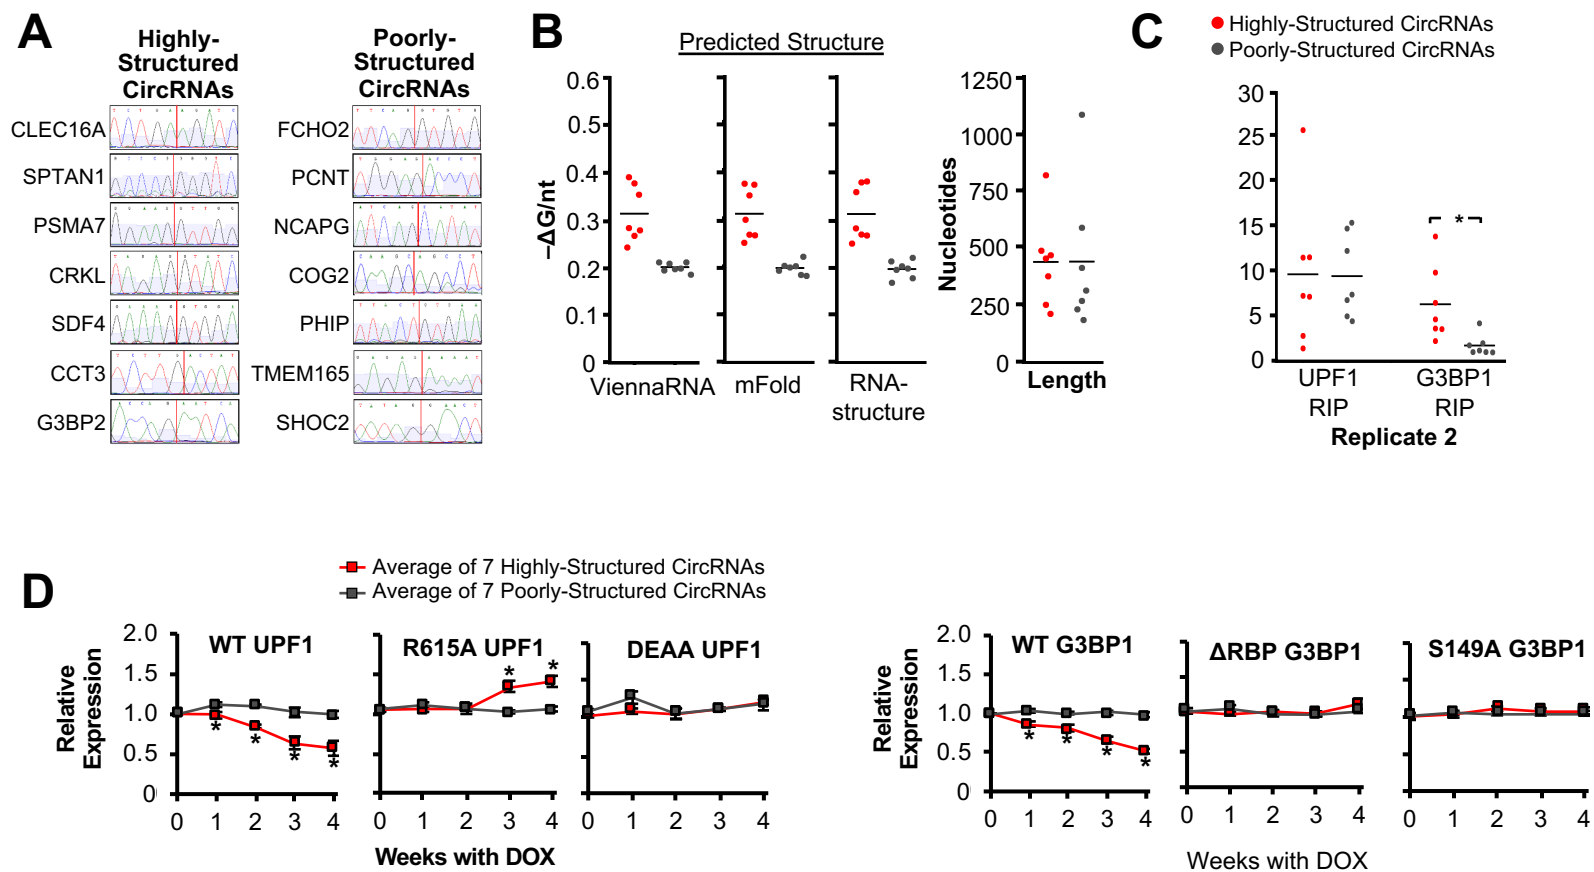 A
Highly-
Structured
CircRNAs
Poorly-
Structured
CircRNAs
CLEC16A
SPTAN1
PSMA7
CRKL
SDF4
CCT3
G3BP2
FCHO2
PCNT
NCAPG
COG2
PHIP
TMEM165
SHOC2
B
Predicted Structure
–ΔG/nt
0.6
0.5
0.4
0.3
0.2
0.1
0
ViennaRNA
mFold
RNA-
structure
Nucleotides
1250
1000
750
500
250
0
Length
C
Highly-Structured CircRNAs
Poorly-Structured CircRNAs
30
25
20
15
10
5
0
*
UPF1
RIP
G3BP1
RIP
Replicate 2
D
Average of 7 Highly-Structured CircRNAs
Average of 7 Poorly-Structured CircRNAs
Relative
Expression
2.0
1.5
1.0
0.5
0
WT UPF1
* * * *
0 1 2 3 4
R615A UPF1
* *
0 1 2 3 4
DEAA UPF1
0 1 2 3 4
Weeks with DOX
Relative
Expression
2.0
1.5
1.0
0.5
0
WT G3BP1
* * * *
0 1 2 3 4
ΔRBP G3BP1
0 1 2 3 4
S149A G3BP1
0 1 2 3 4
Weeks with DOX